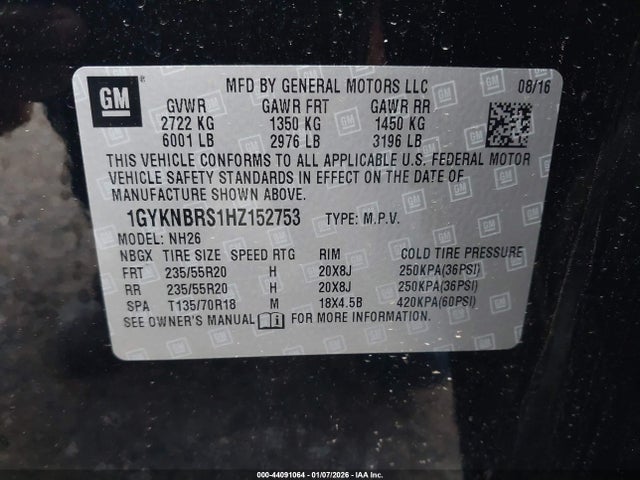 GM
MFD BY GENERAL MOTORS LLC 08/16
GVWR GAWR FRT GAWR RR
2722 KG 1350 KG 1450 KG
6001 LB 2976 LB 3196 LB
THIS VEHICLE CONFORMS TO ALL APPLICABLE U.S. FEDERAL MOTOR
VEHICLE SAFETY STANDARDS IN EFFECT ON THE DATE OF
MANUFACTURE SHOWN ABOVE.
1GYKNBRS1HZ152753 TYPE: M.P.V.
MODEL: NH26
NBGX TIRE SIZE SPEED RTG RIM COLD TIRE PRESSURE
FRT 235/55R20 H 20X8J 250KPA(36PSI)
RR 235/55R20 H 20X8J 250KPA(36PSI)
SPA T135/70R18 M 18X4.5B 420KPA(60PSI)
SEE OWNER'S MANUAL FOR MORE INFORMATION.
000-44091064 - 01/07/2026 - IAAI.COM